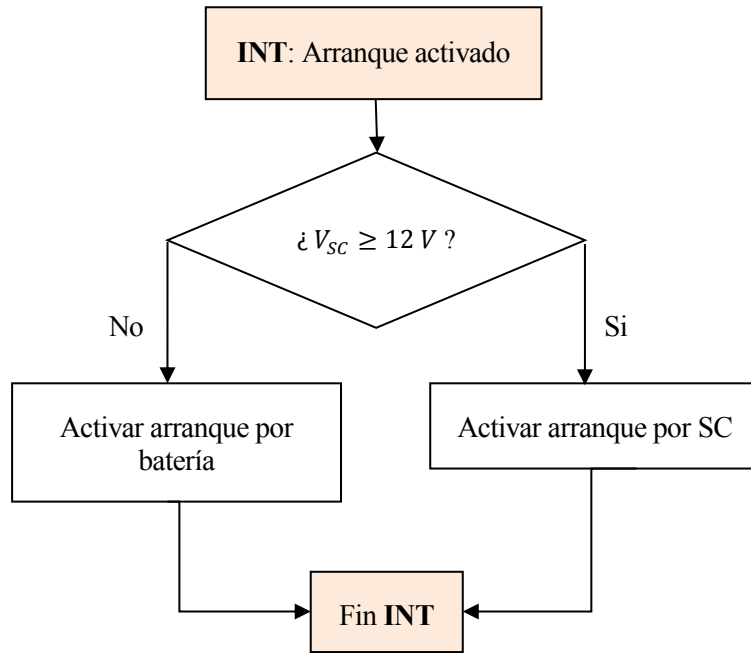 INT: Arranque activado
¿ V_SC ≥ 12 V ?
No
Si
Activar arranque por
batería
Activar arranque por SC
Fin INT